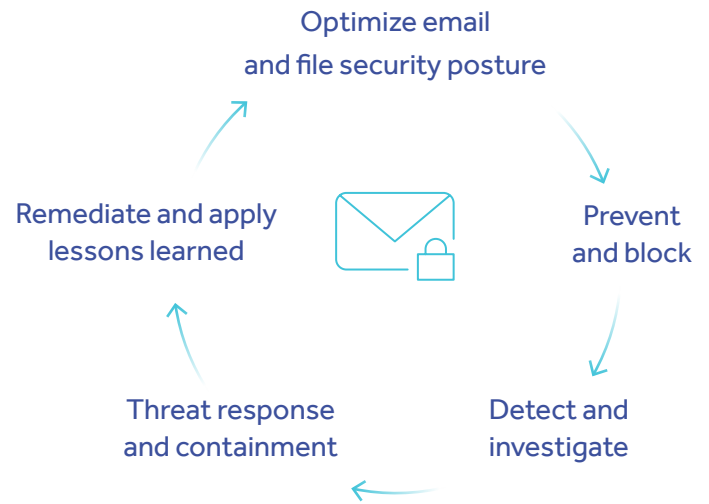 Optimize email
and file security posture
Prevent
and block
Detect and
investigate
Threat response
and containment
Remediate and apply
lessons learned